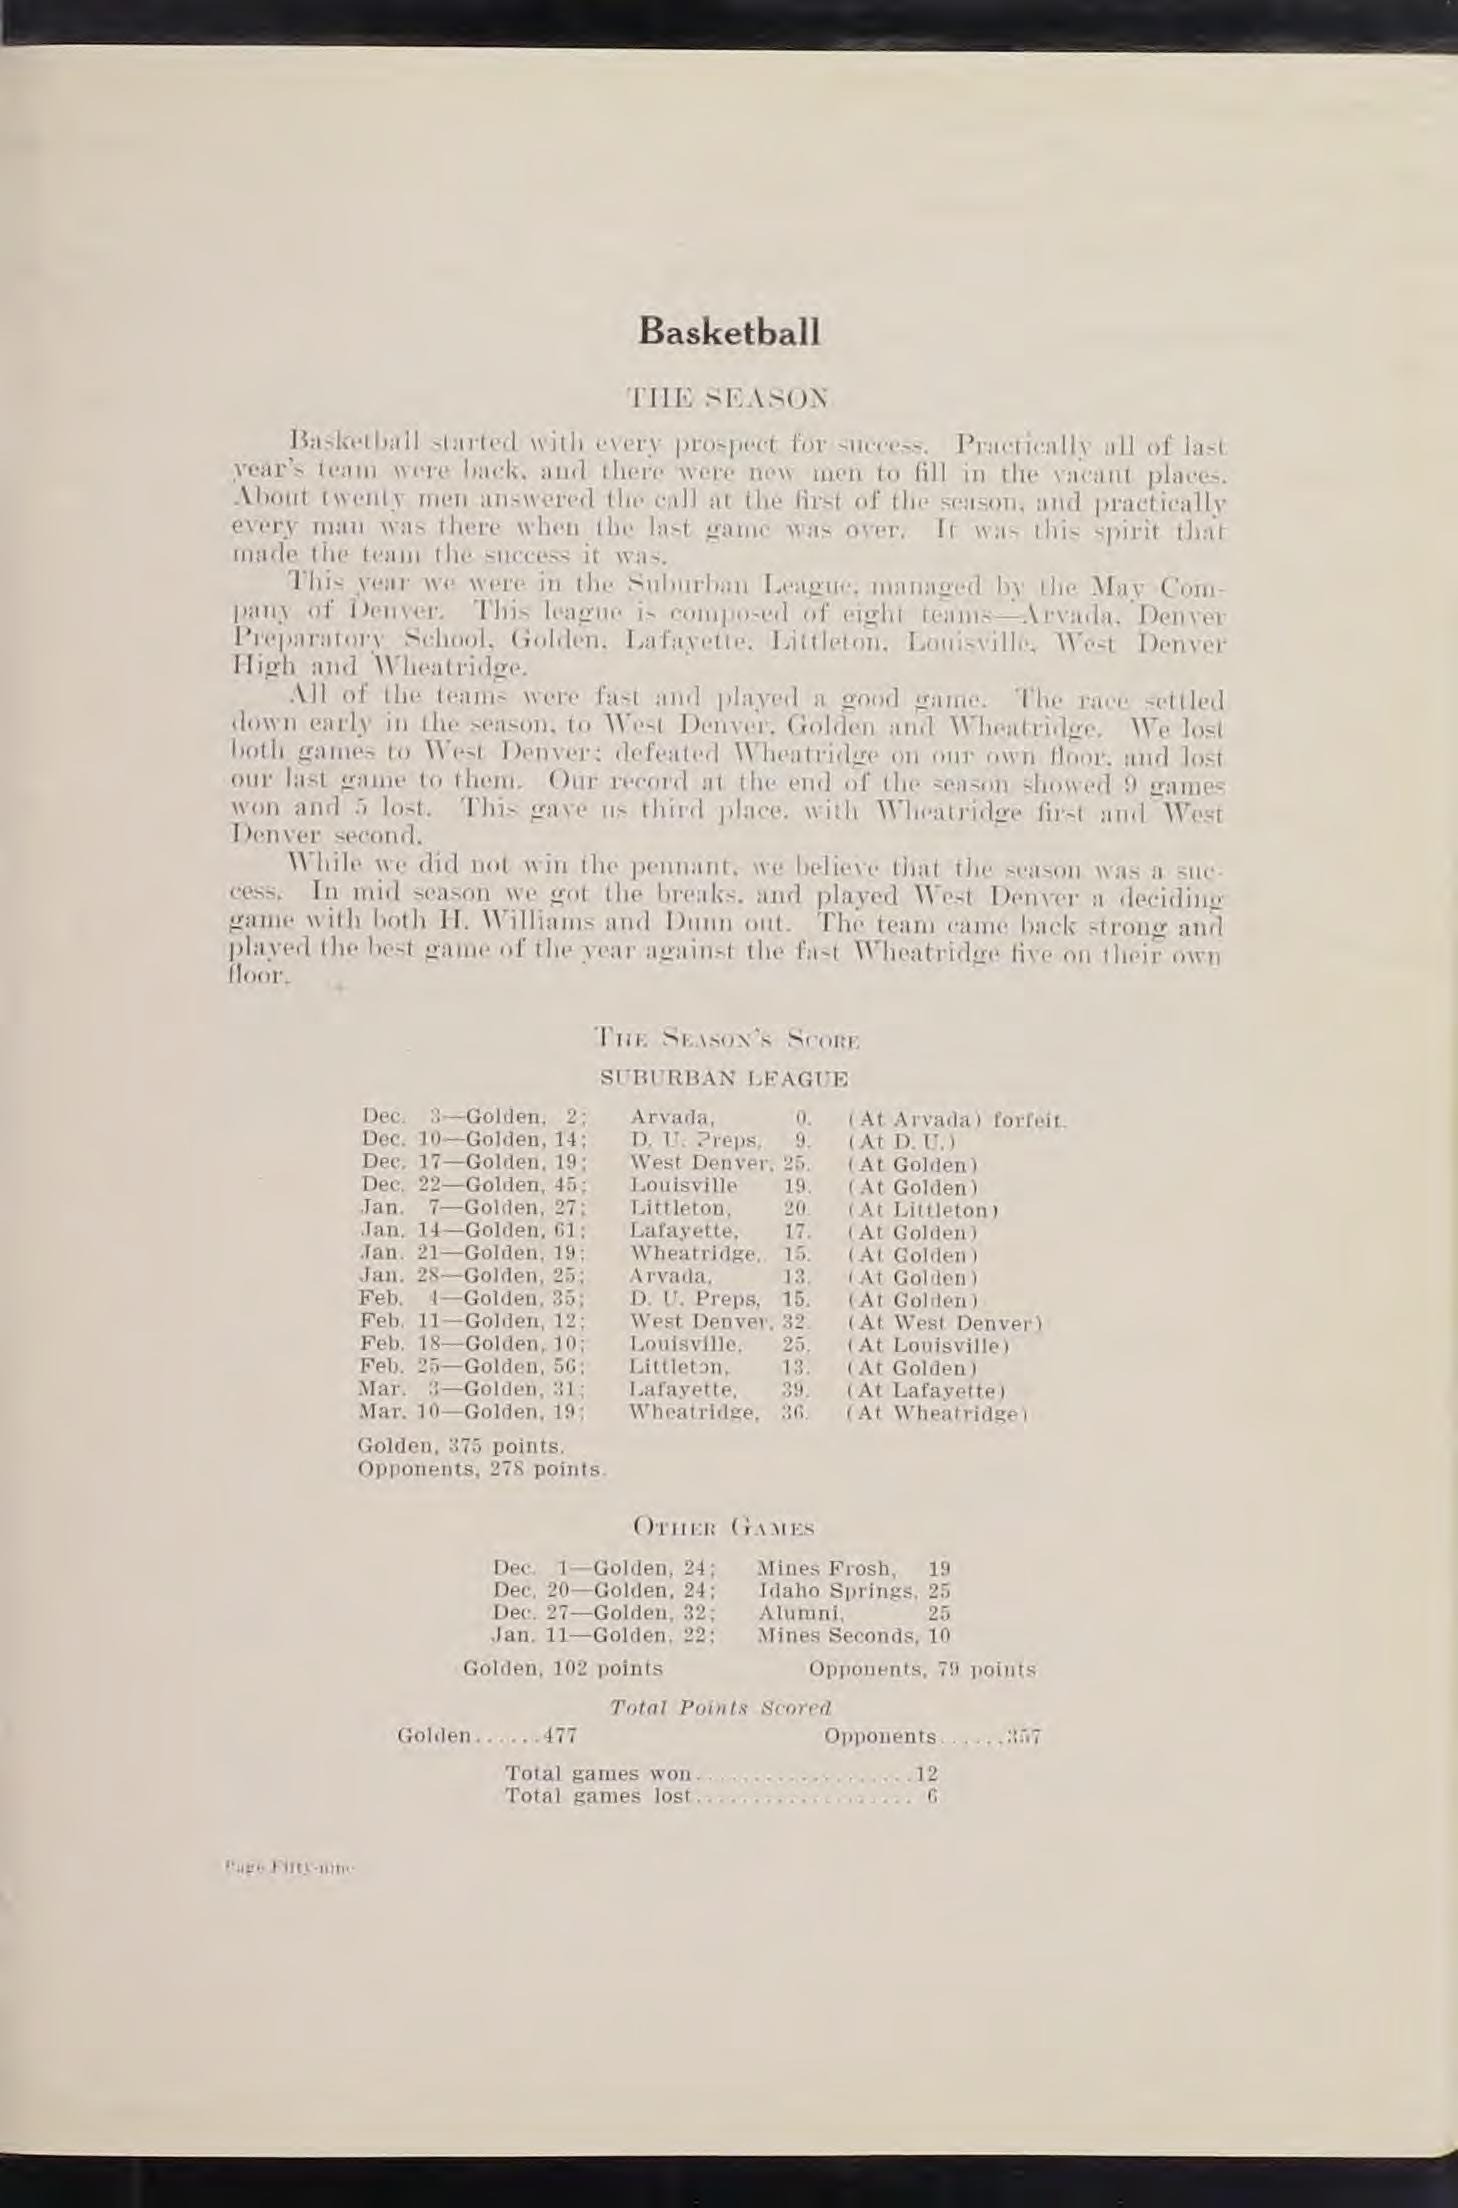 Basketball
THE SEASON
Basketball started with every prospect for success. Practically all of last
year's team were back, and there were new men to fill in the vacant places.
About twenty men answered the call at the first of the season, and practically
every man was there when the last game was over. It was this spirit that
made the team the success it was.
This year we were in the Suburban League, managed by the May Com-
pany of Denver. This league is composed of eight teams—Arvada, Denver
Preparatory School, Golden, Lafayette, Littleton, Louisville, West Denver
High and Wheatridge.
All of the teams were fast and played a good game. The race settled
down early in the season, to West Denver, Golden and Wheatridge. We lost
both games to West Denver; defeated Wheatridge on our own floor, and lost
our last game to them. Our record at the end of the season showed 9 games
won and 5 lost. This gave us third place, with Wheatridge first and West
Denver second.
While we did not win the pennant, we believe that the season was a suc-
cess. In mid season we got the breaks, and played West Denver a deciding
game with both H. Williams and Dunn out. The team came back strong and
played the best game of the year against the fast Wheatridge five on their own
floor.
The Season's Score
SUBURBAN LEAGUE
Dec. 3—Golden, 2; Arvada, 0. (At Arvada) forfeit.
Dec. 10—Golden, 14; D. U. Preps, 9. (At D. U.)
Dec. 17—Golden, 19; West Denver, 25. (At Golden)
Dec. 22—Golden, 45; Louisville 19. (At Golden)
Jan. 7—Golden, 27; Littleton, 20. (At Littleton)
Jan. 14—Golden, 61; Lafayette, 17. (At Golden)
Jan. 21—Golden, 19; Wheatridge, 15. (At Golden)
Jan. 28—Golden, 25; Arvada, 13. (At Golden)
Feb. 4—Golden, 35; D. U. Preps, 15. (At Golden)
Feb. 11—Golden, 12; West Denver, 32. (At West Denver)
Feb. 18—Golden, 10; Louisville, 25. (At Louisville)
Feb. 25—Golden, 56; Littleton, 13. (At Golden)
Mar. 3—Golden, 31; Lafayette, 39. (At Lafayette)
Mar. 10—Golden, 19; Wheatridge, 36. (At Wheatridge)
Golden, 375 points.
Opponents, 278 points.
Other Games
Dec. 1—Golden, 24; Mines Frosh, 19
Dec. 20—Golden, 24; Idaho Springs, 25
Dec. 27—Golden, 32; Alumni, 25
Jan. 11—Golden, 22; Mines Seconds, 10
Golden, 102 points Opponents, 79 points
Total Points Scored
Golden.......477 Opponents.......357
Total games won....................12
Total games lost.................... 6
Page Fifty-nine